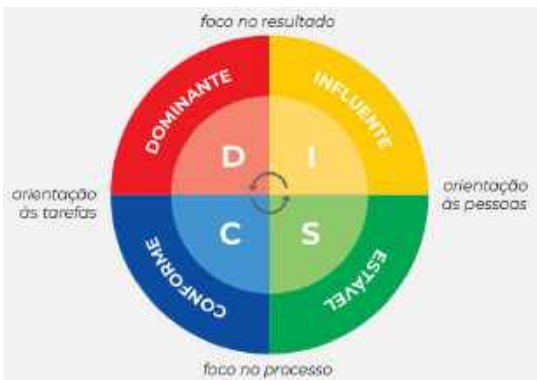 foco no resultado
DOMINANTE
INFLUENTE
D
I
orientação
às tarefas
orientação
às pessoas
C
S
CONFORME
ESTÁVEL
foco no processo